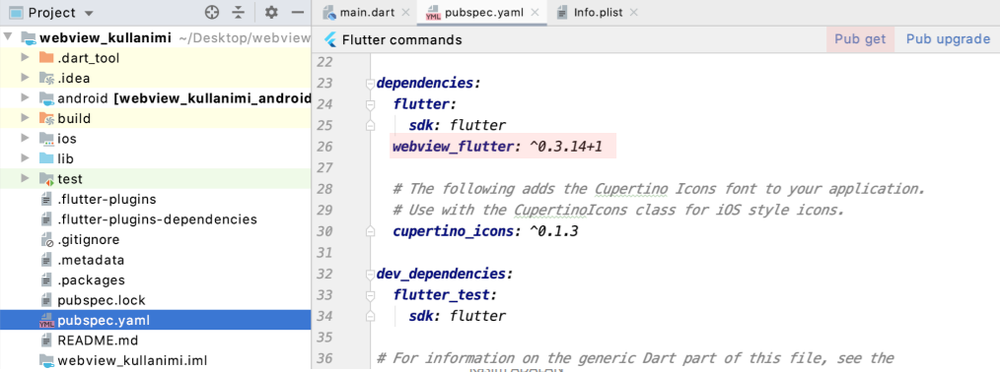 Project
main.dart
pubspec.yaml
Info.plist
webview_kullanimi ~/Desktop/webview
.dart_tool
.idea
android [webview_kullanimi_android
build
ios
lib
test
.flutter-plugins
.flutter-plugins-dependencies
.gitignore
.metadata
.packages
pubspec.lock
pubspec.yaml
README.md
webview_kullanimi.iml
Flutter commands
Pub get
Pub upgrade
22
23 dependencies:
24 flutter:
25 sdk: flutter
26 webview_flutter: ^0.3.14+1
27
28 # The following adds the Cupertino Icons font to your application.
29 # Use with the CupertinoIcons class for iOS style icons.
30 cupertino_icons: ^0.1.3
31
32 dev_dependencies:
33 flutter_test:
34 sdk: flutter
35
36 # For information on the generic Dart part of this file, see the